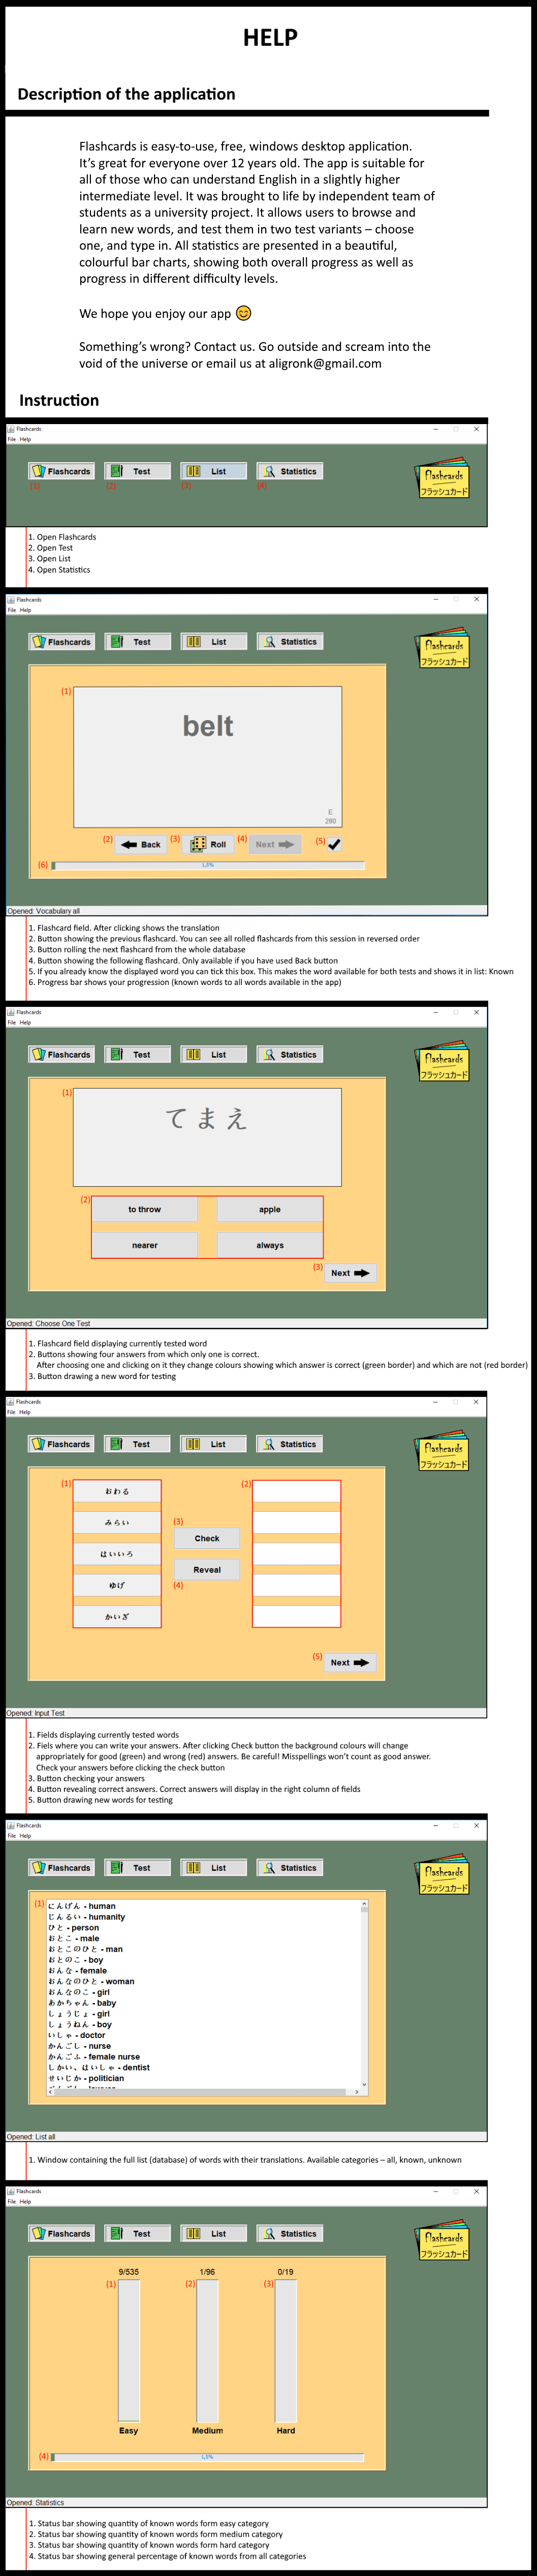 HELP
Description of the application
Flashcards is easy-to-use, free, windows desktop application.
It's great for everyone over 12 years old. The app is suitable for
all of those who can understand English in a slightly higher
intermediate level. It was brought to life by independent team of
students as a university project. It allows users to browse and
learn new words, and test them in two test variants – choose
one, and type in. All statistics are presented in a beautiful,
colourful bar charts, showing both overall progress as well as
progress in different difficulty levels.
We hope you enjoy our app 😊
Something's wrong? Contact us. Go outside and scream into the
void of the universe or email us at aligronk@gmail.com
Instruction
Flashcards
File Help
Flashcards Test List Statistics
(1) (2) (3) (4)
Flashcards
フラッシュカード
1. Open Flashcards
2. Open Test
3. Open List
4. Open Statistics
Flashcards
File Help
Flashcards Test List Statistics
Flashcards
フラッシュカード
(1)
belt
E
280
(2) Back (3) Roll (4) Next (5)
(6) 1,5%
Opened: Vocabulary all
1. Flashcard field. After clicking shows the translation
2. Button showing the previous flashcard. You can see all rolled flashcards from this session in reversed order
3. Button rolling the next flashcard from the whole database
4. Button showing the following flashcard. Only available if you have used Back button
5. If you already know the displayed word you can tick this box. This makes the word available for both tests and shows it in list: Known
6. Progress bar shows your progression (known words to all words available in the app)
Flashcards
File Help
Flashcards Test List Statistics
Flashcards
フラッシュカード
(1)
てまえ
(2)
to throw apple
nearer always
(3) Next
Opened: Choose One Test
1. Flashcard field displaying currently tested word
2. Buttons showing four answers from which only one is correct.
After choosing one and clicking on it they change colours showing which answer is correct (green border) and which are not (red border)
3. Button drawing a new word for testing
Flashcards
File Help
Flashcards Test List Statistics
Flashcards
フラッシュカード
(1) (2)
おわる
みらい
(3)
Check
はいいろ
Reveal
(4)
ゆげ
かいぎ
(5) Next
Opened: Input Test
1. Fields displaying currently tested words
2. Fiels where you can write your answers. After clicking Check button the background colours will change
appropriately for good (green) and wrong (red) answers. Be careful! Misspellings won't count as good answer.
Check your answers before clicking the check button
3. Button checking your answers
4. Button revealing correct answers. Correct answers will display in the right column of fields
5. Button drawing new words for testing
Flashcards
File Help
Flashcards Test List Statistics
Flashcards
フラッシュカード
(1)
にんげん - human
じんるい - humanity
ひと - person
おとこ - male
おとこのひと - man
おとのこ - boy
おんな - female
おんなのひと - woman
おんなのこ - girl
あかちゃん - baby
しょうじょ - girl
しょうねん - boy
いしゃ - doctor
かんごし - nurse
かんごふ - female nurse
しかい、はいしゃ - dentist
せいじか - politician
Opened: List all
1. Window containing the full list (database) of words with their translations. Available categories – all, known, unknown
Flashcards
File Help
Flashcards Test List Statistics
Flashcards
フラッシュカード
9/535 1/96 0/19
(1) (2) (3)
Easy Medium Hard
(4) 1,5%
Opened: Statistics
1. Status bar showing quantity of known words form easy category
2. Status bar showing quantity of known words form medium category
3. Status bar showing quantity of known words form hard category
4. Status bar showing general percentage of known words from all categories